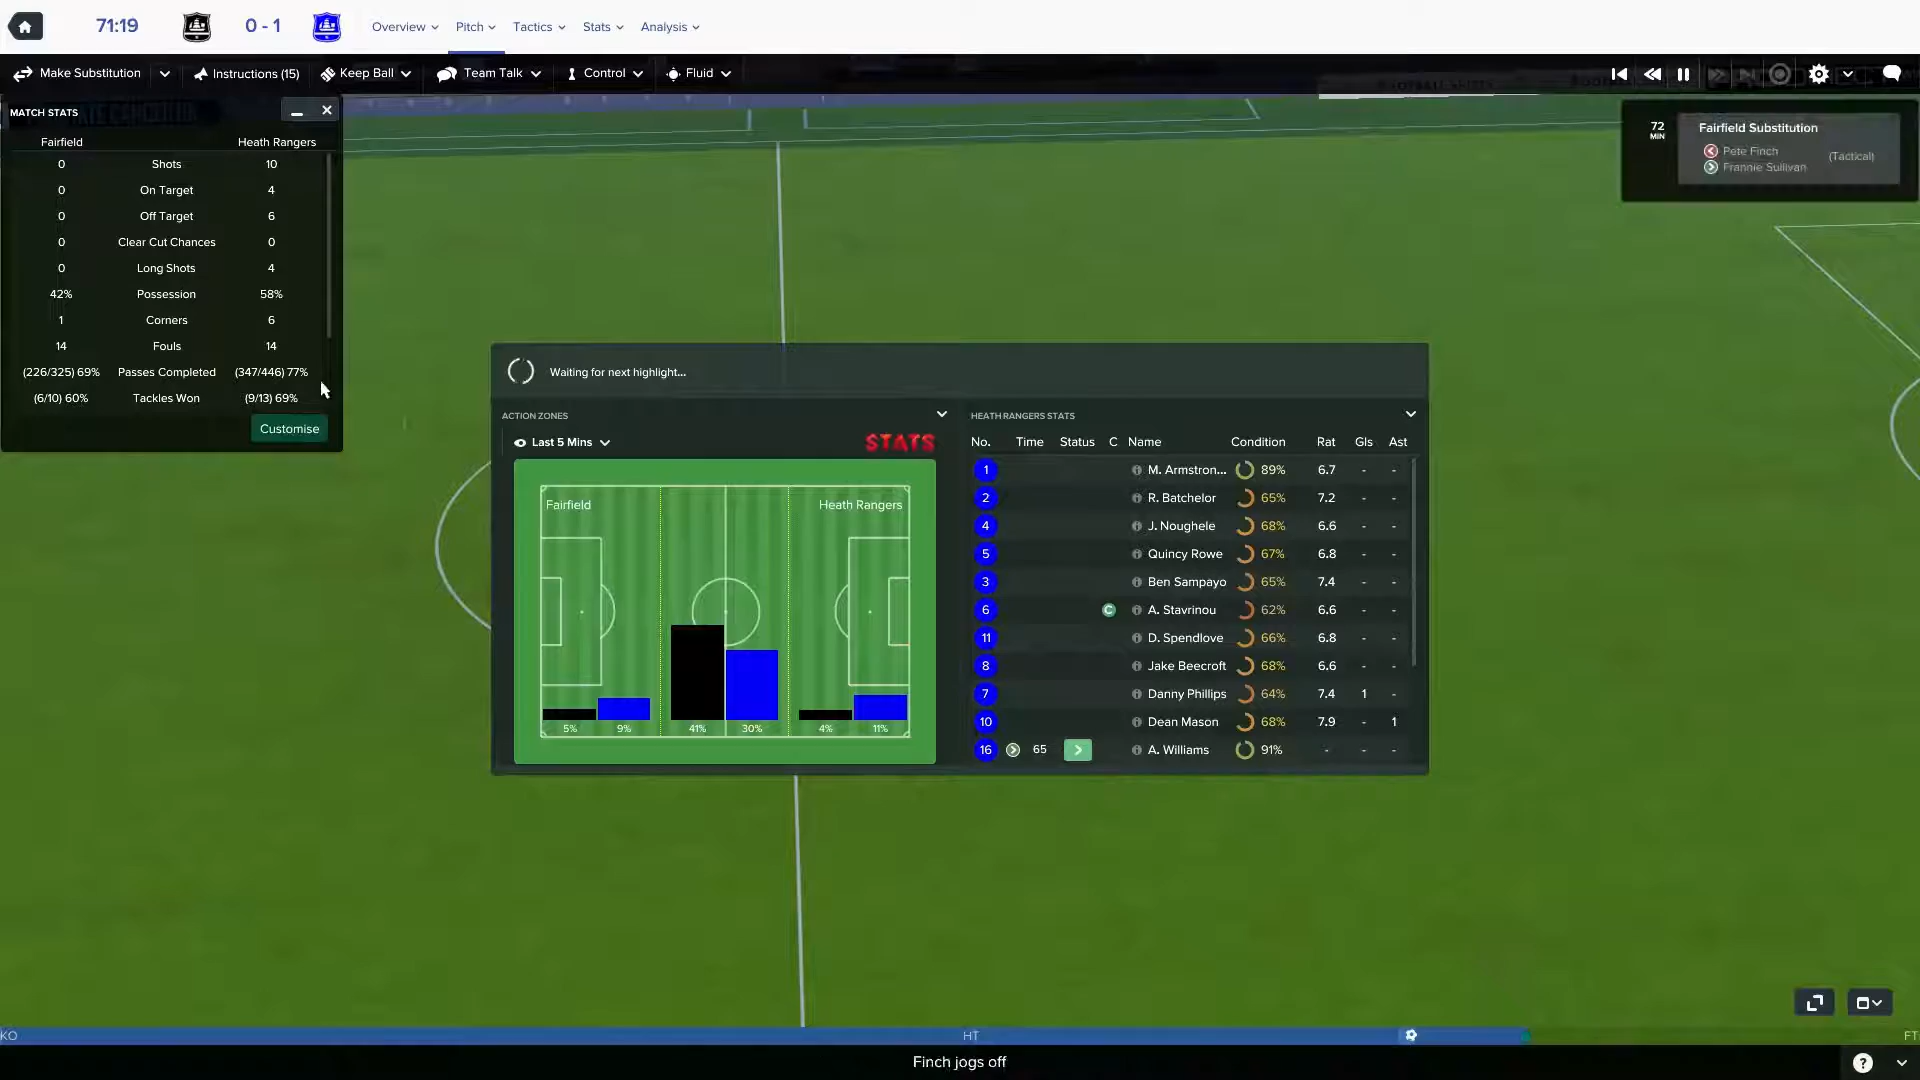 71:19
0 - 1
Overview
Pitch
Tactics
Stats
Analysis
Make Substitution
Instructions (15)
Keep Ball
Team Talk
Control
Fluid
MATCH STATS
Fairfield Heath Rangers
0 Shots 10
0 On Target 4
0 Off Target 6
0 Clear Cut Chances 0
0 Long Shots 4
42% Possession 58%
1 Corners 6
14 Fouls 14
(226/325) 69% Passes Completed (347/446) 77%
(6/10) 60% Tackles Won (9/13) 69%
Customise
72 MIN
Fairfield Substitution
Pete Finch
(Tactical)
Frannie Sullivan
Waiting for next highlight...
ACTION ZONES
Last 5 Mins
STATS
Fairfield Heath Rangers
5% 9% 41% 30% 4% 11%
HEATH RANGERS STATS
No. Time Status C Name Condition Rat Gls Ast
1 M. Armstron... 89% 6.7 - -
2 R. Batchelor 65% 7.2 - -
4 J. Noughele 68% 6.6 - -
5 Quincy Rowe 67% 6.8 - -
3 Ben Sampayo 65% 7.4 - -
6 C A. Stavrinou 62% 6.6 - -
11 D. Spendlove 66% 6.8 - -
8 Jake Beecroft 68% 6.6 - -
7 Danny Phillips 64% 7.4 1 -
10 Dean Mason 68% 7.9 - 1
16 65 A. Williams 91% - - -
KO HT FT
Finch jogs off
?